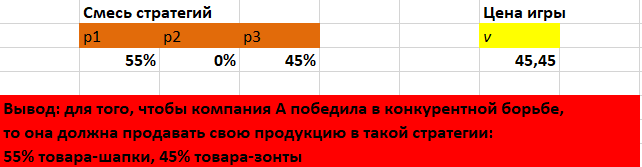 Смесь стратегий Цена игры
p1 p2 p3 v
55% 0% 45% 45,45
Вывод: для того, чтобы компания А победила в конкурентной борьбе,
то она должна продавать свою продукцию в такой стратегии:
55% товара-шапки, 45% товара-зонты